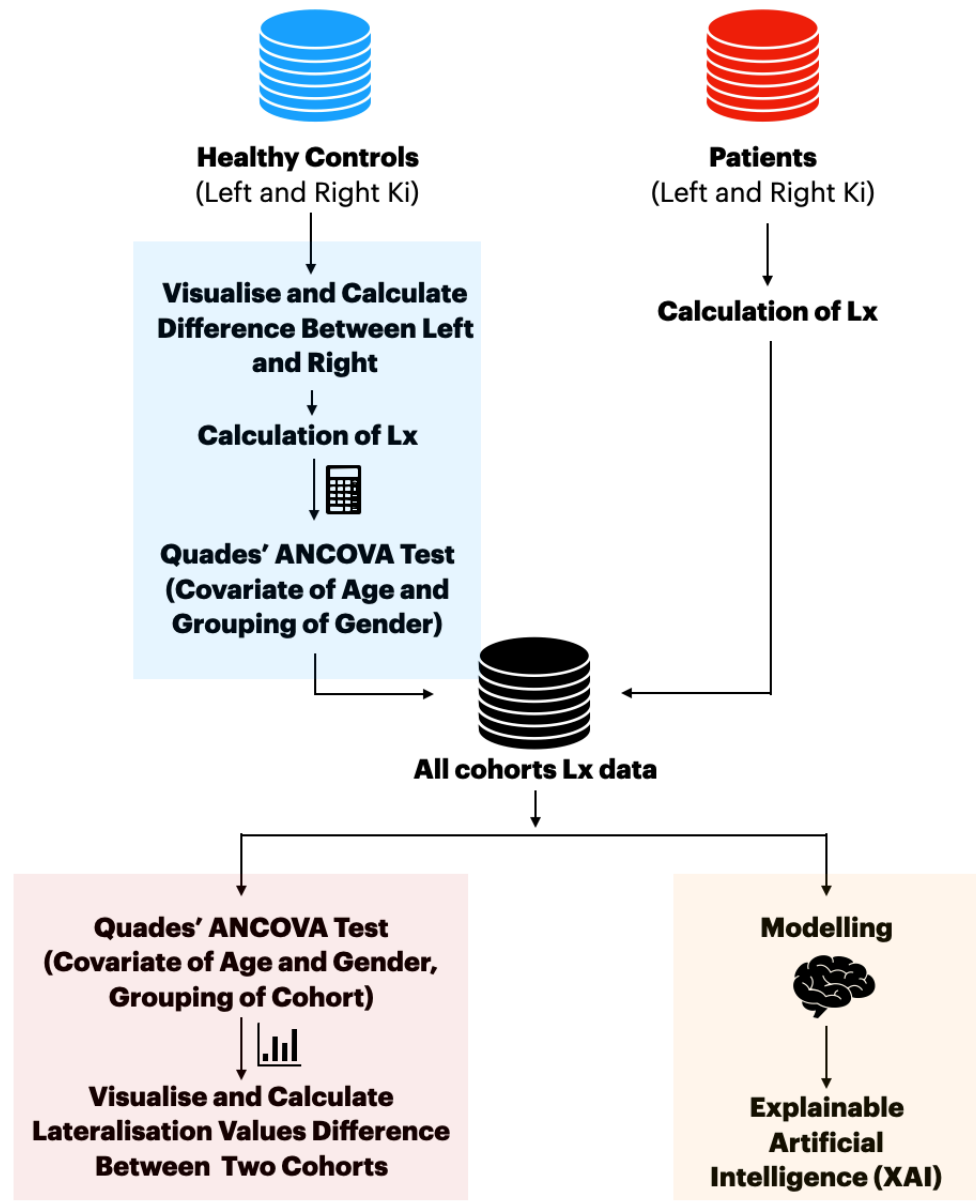 Healthy Controls
(Left and Right Ki)
Patients
(Left and Right Ki)
Visualise and Calculate
Difference Between Left
and Right
Calculation of Lx
Calculation of Lx
Quades’ ANCOVA Test
(Covariate of Age and
Grouping of Gender)
All cohorts Lx data
Quades’ ANCOVA Test
(Covariate of Age and Gender,
Grouping of Cohort)
Visualise and Calculate
Lateralisation Values Difference
Between Two Cohorts
Modelling
Explainable
Artificial
Intelligence (XAI)